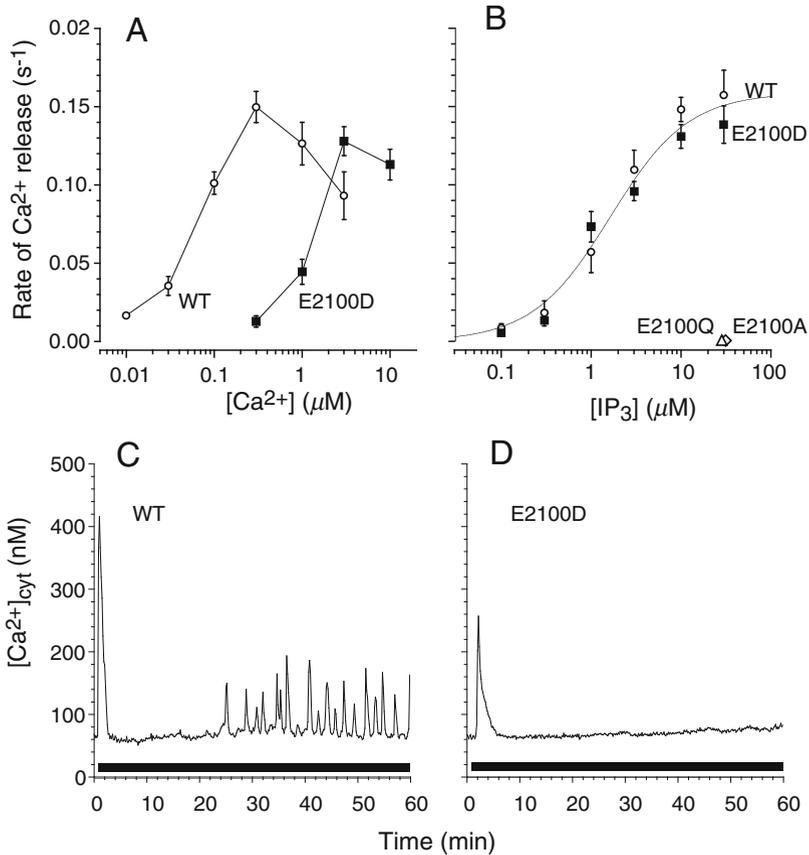 A
B
Rate of Ca2+ release (s-1)
0.02
0.15
0.10.
0.05
0.00
WT
E2100D
0.01
0.1
1
10
[Ca2+] (μM)
WT
E2100D
E2100Q
E2100A
0.1
1
10
100
[IP3] (μM)
C
D
[Ca2+]cyt (nM)
500
400
300
200
100
0
WT
E2100D
0
10
20
30
40
50
60
0
10
20
30
40
50
60
Time (min)